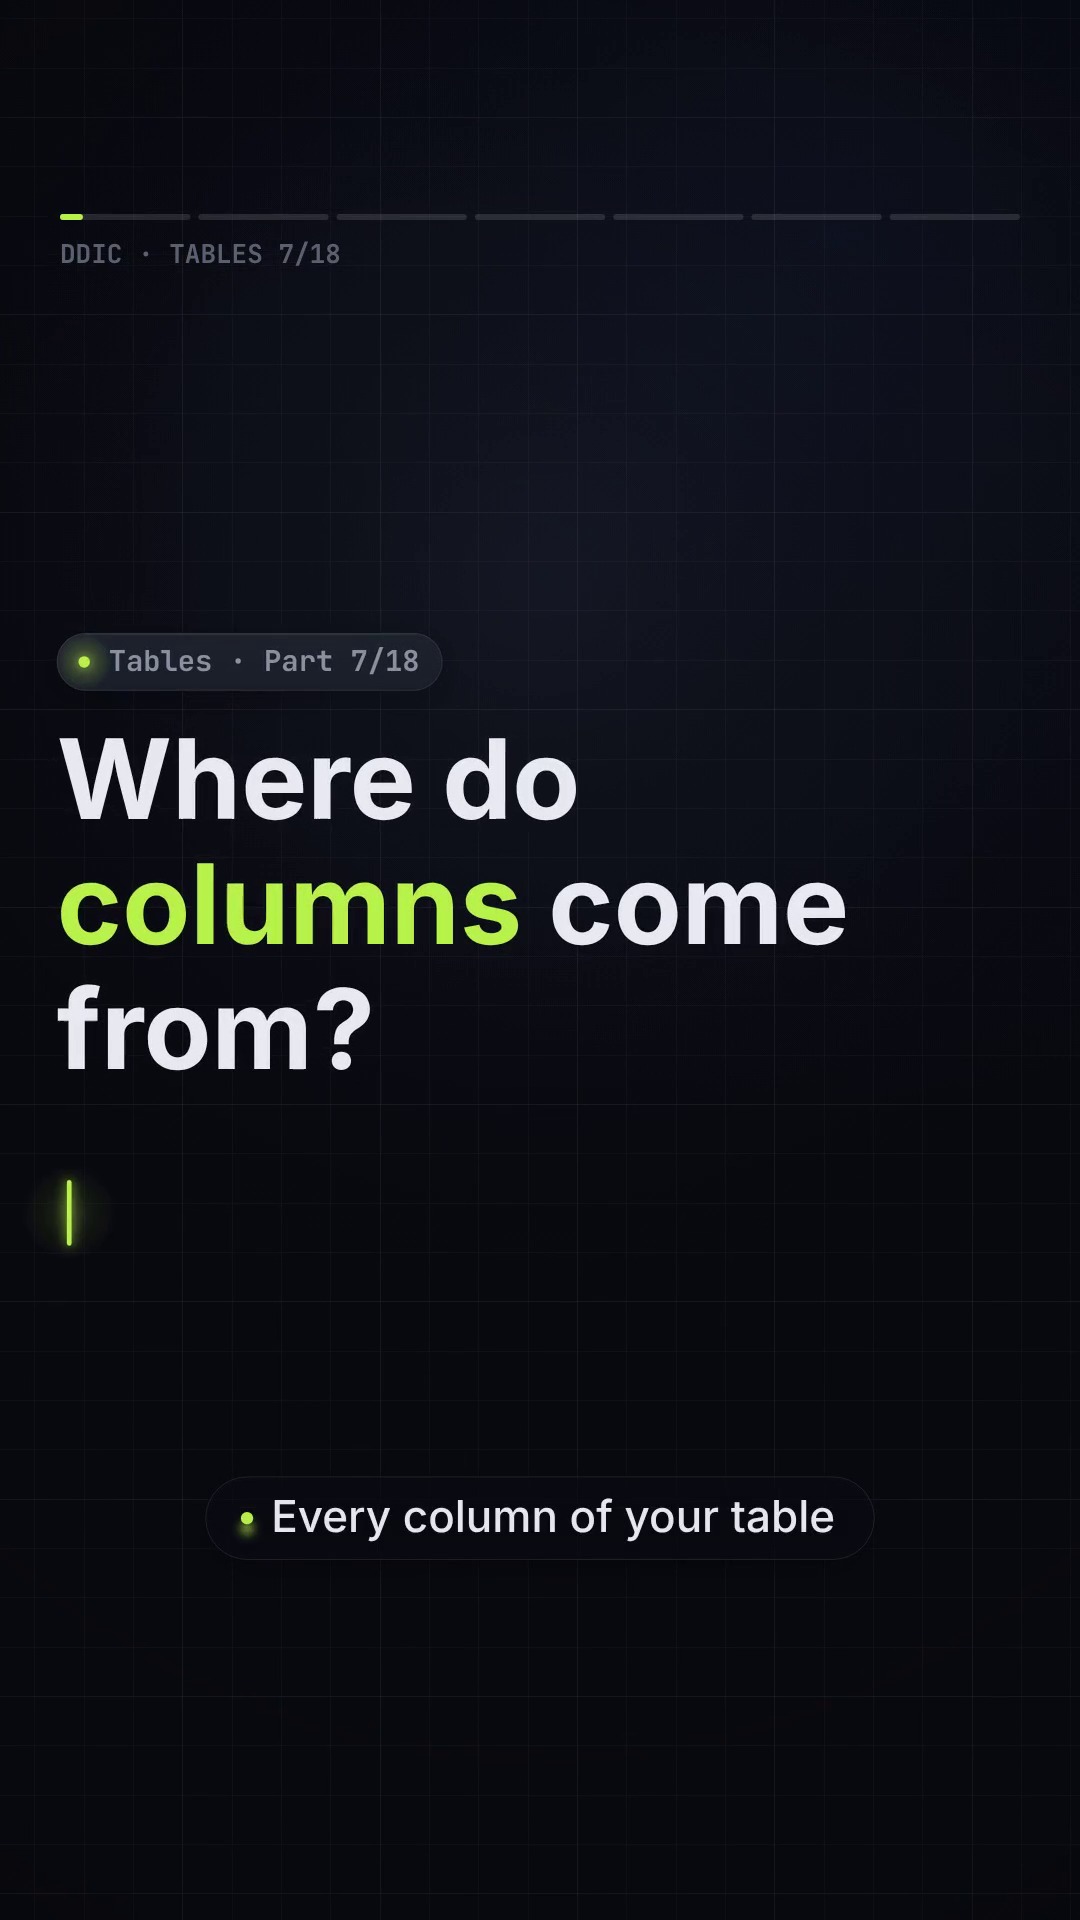 DDIC · TABLES 7/18
Tables · Part 7/18
Where do
columns come
from?
Every column of your table